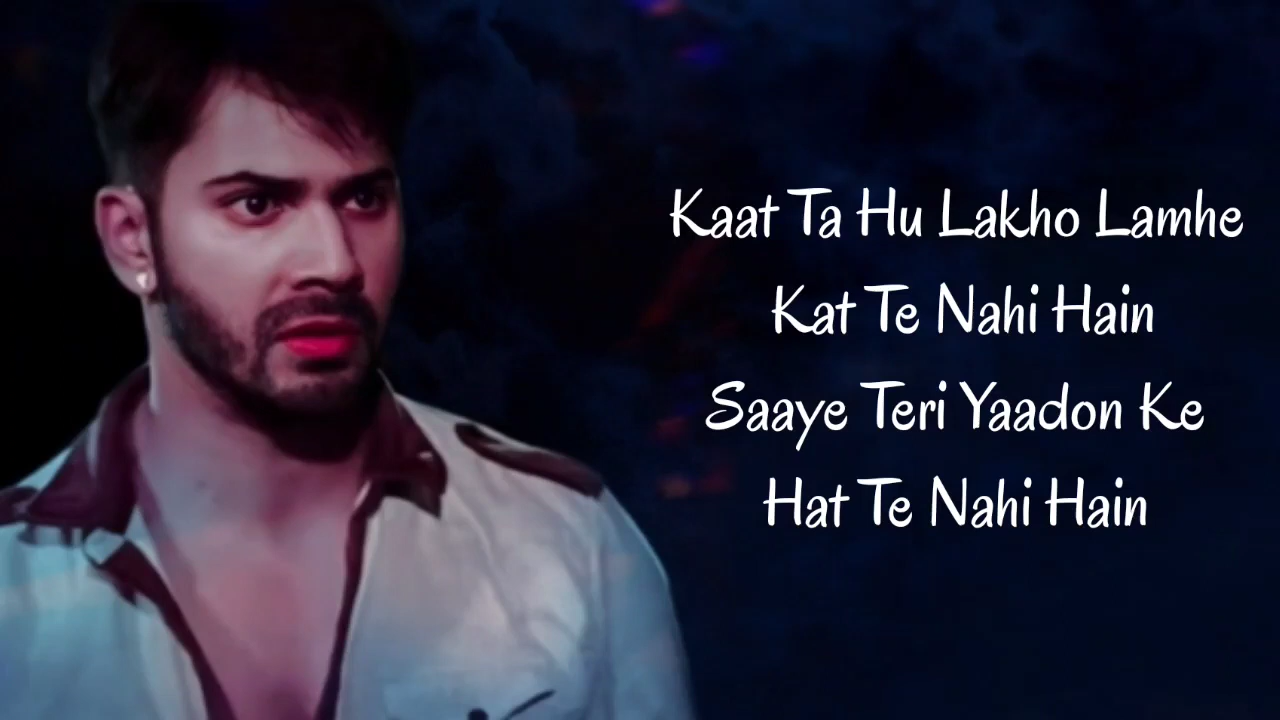 Kaat Ta Hu Lakho Lamhe
Kat Te Nahi Hain
Saaye Teri Yaadon Ke
Hat Te Nahi Hain